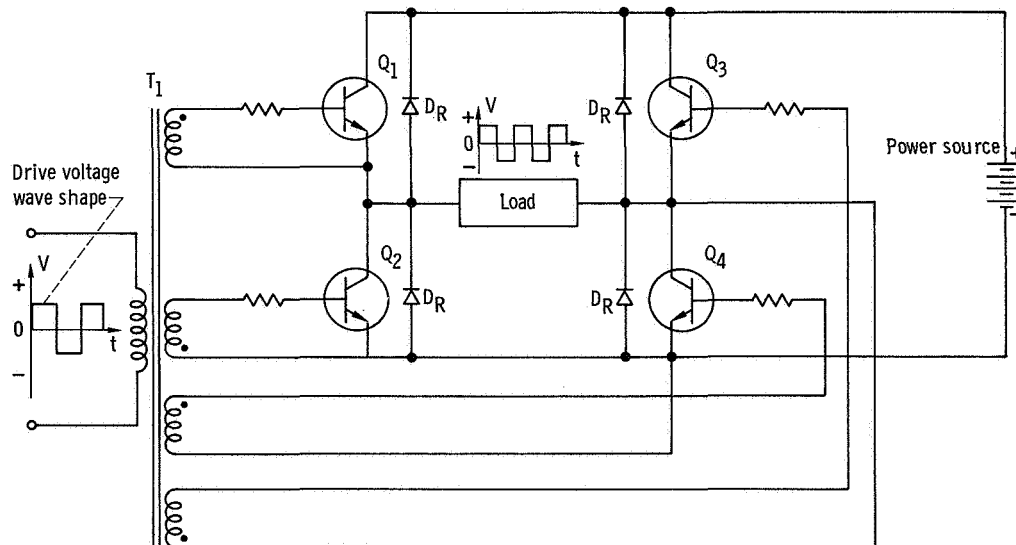 T1
Q1
Q3
DR
+ V
0
−
t
DR
Power source
+
−
Load
Drive voltage
wave shape
Q2
Q4
V
+
0
−
t
DR
DR